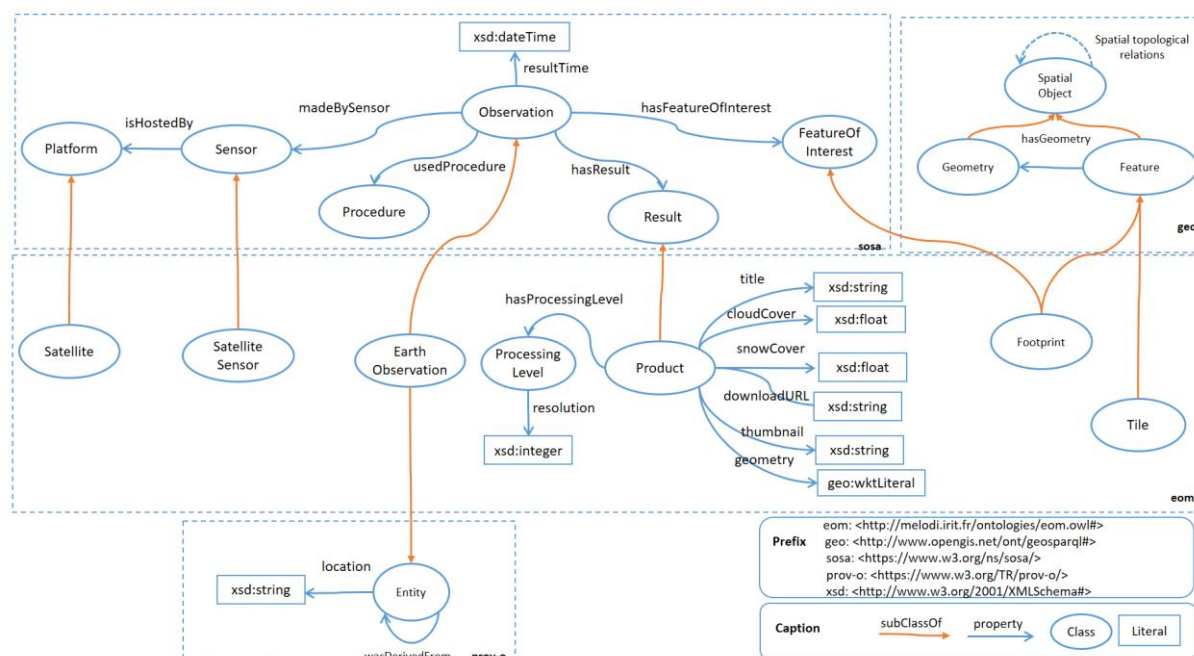 xsd:dateTime
resultTime
Observation
madeBySensor
hasFeatureOfInterest
isHostedBy
Platform
Sensor
FeatureOf
Interest
usedProcedure
hasResult
Procedure
Result
sosa
Spatial topological
relations
Spatial
Object
hasGeometry
Geometry
Feature
geo
Satellite
Satellite
Sensor
Earth
Observation
hasProcessingLevel
Processing
Level
resolution
xsd:integer
Product
title
xsd:string
cloudCover
xsd:float
snowCover
xsd:float
downloadURL
xsd:string
thumbnail
xsd:string
geometry
geo:wktLiteral
Footprint
Tile
eom
location
xsd:string
Entity
wasDerivedFrom
prov-o
Prefix
eom: <http://melodi.irit.fr/ontologies/eom.owl#>
geo: <http://www.opengis.net/ont/geosparql#>
sosa: <https://www.w3.org/ns/sosa/>
prov-o: <https://www.w3.org/TR/prov-o/>
xsd: <http://www.w3.org/2001/XMLSchema#>
Caption
subClassOf
property
Class
Literal